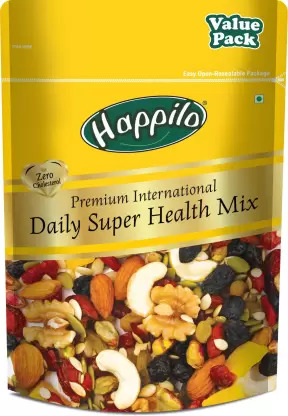 Value
Pack
Easy Open-Resealable Package
Happilo®
Zero
Cholesterol
Premium International
Daily Super Health Mix